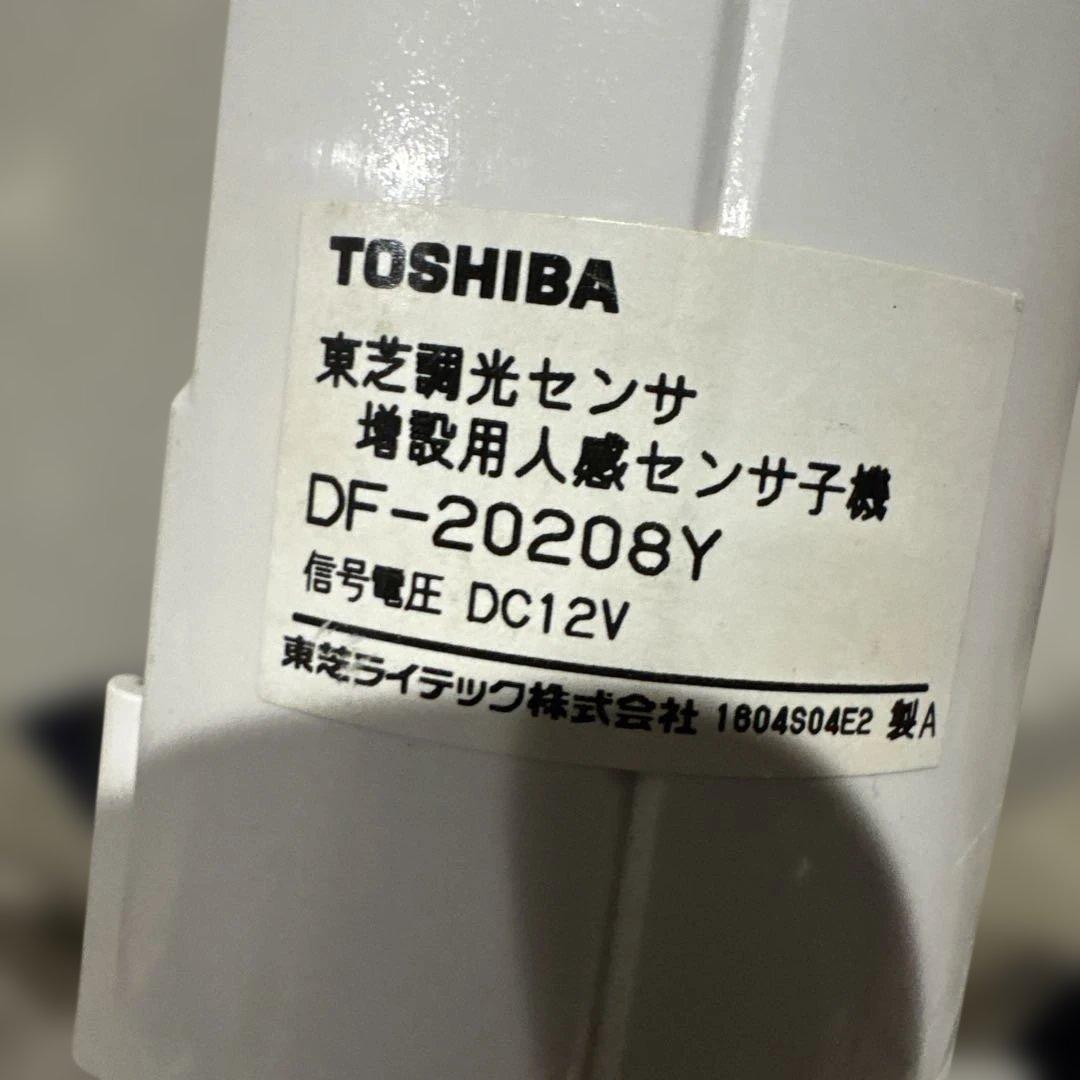 TOSHIBA
東芝調光センサ
増設用人感センサ子機
DF-20208Y
信号電圧 DC12V
東芝ライテック株式会社 1604S04E2 製A